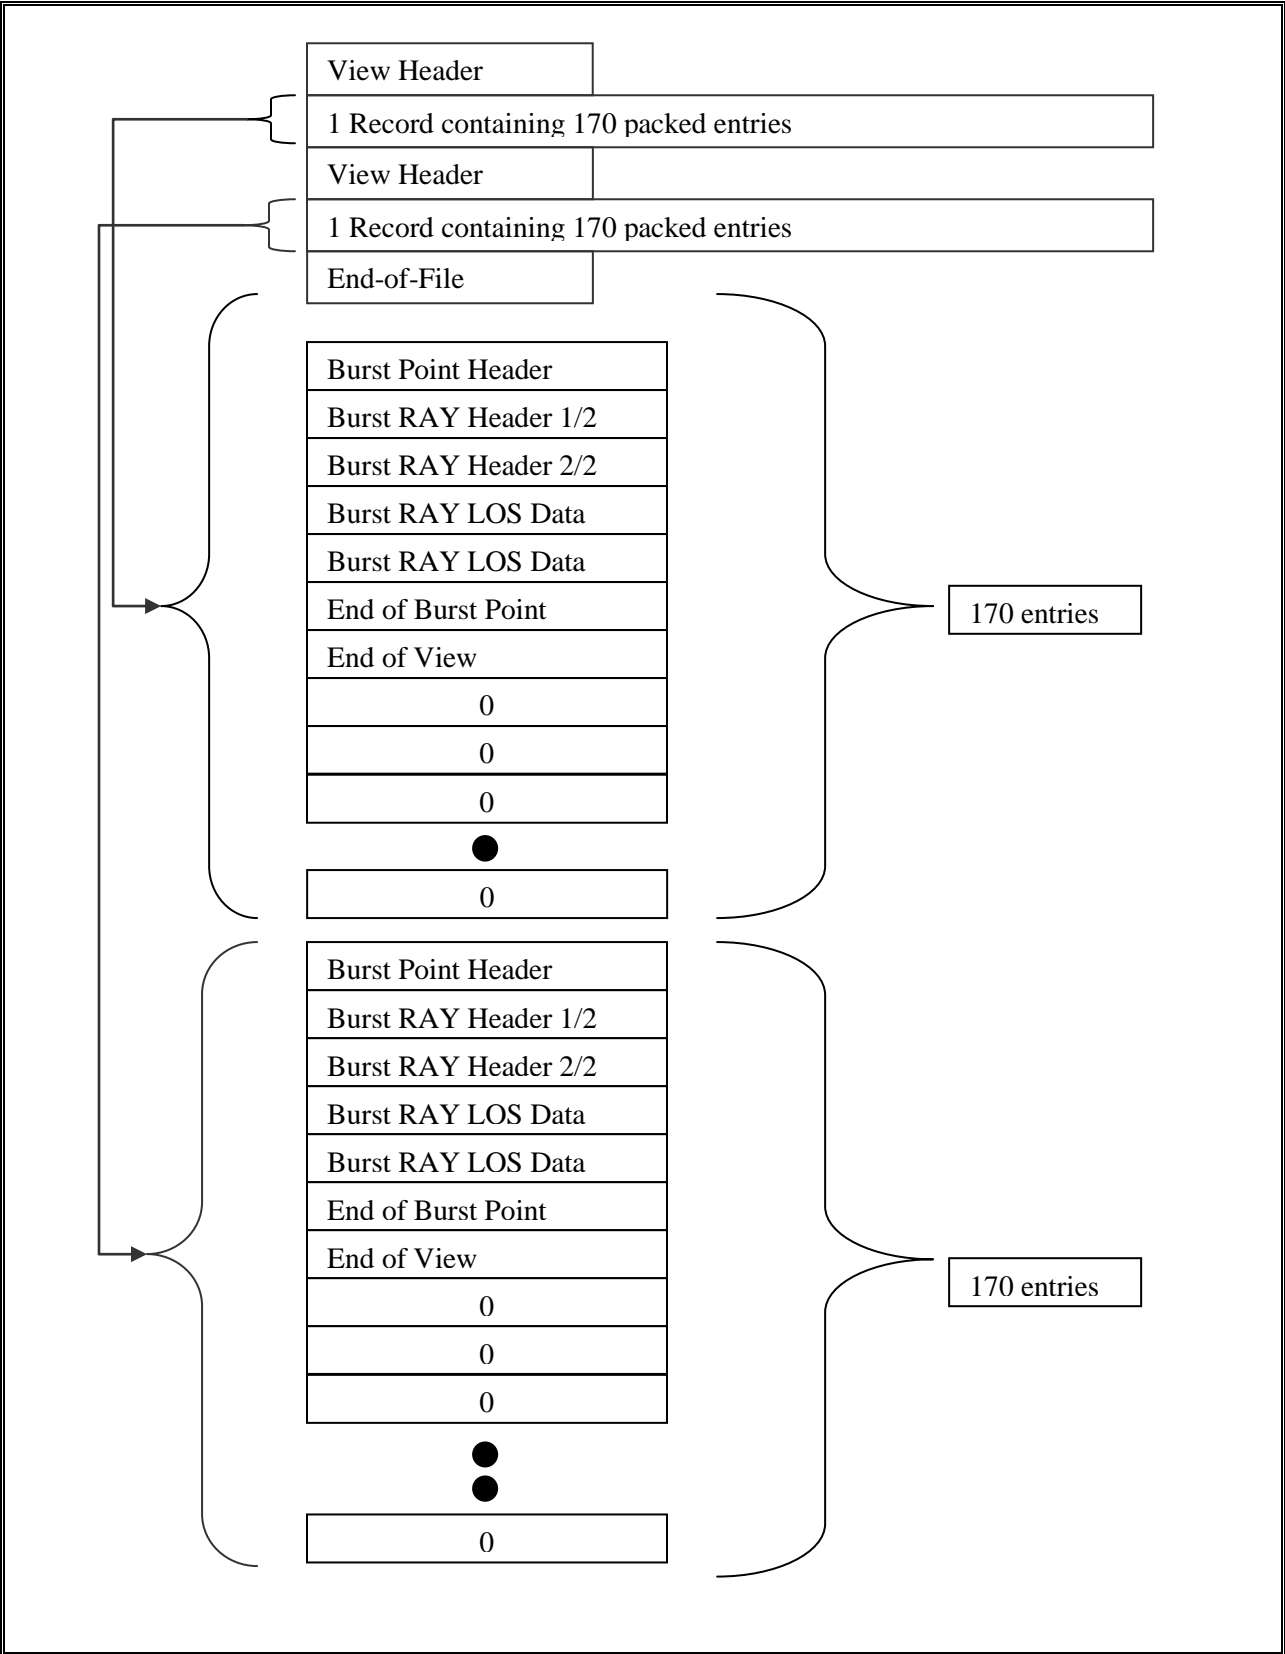 View Header
1 Record containing 170 packed entries
View Header
1 Record containing 170 packed entries
End-of-File
Burst Point Header
Burst RAY Header 1/2
Burst RAY Header 2/2
Burst RAY LOS Data
Burst RAY LOS Data
End of Burst Point
170 entries
End of View
0
0
0
0
Burst Point Header
Burst RAY Header 1/2
Burst RAY Header 2/2
Burst RAY LOS Data
Burst RAY LOS Data
End of Burst Point
End of View
170 entries
0
0
0
0